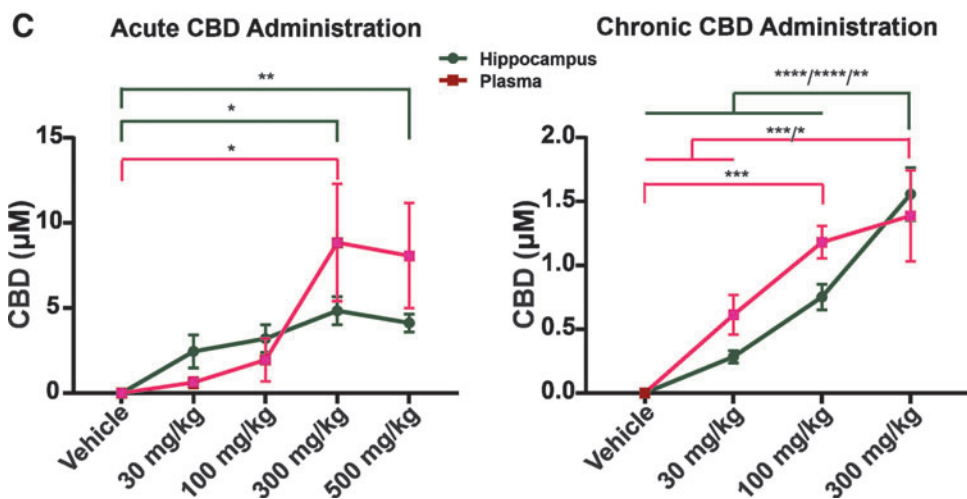 C
Acute CBD Administration
Chronic CBD Administration
Hippocampus
Plasma
**
*
*
****/****/**
***/*
***
CBD (µM)
15
10
5
0
Vehicle
30 mg/kg
100 mg/kg
300 mg/kg
500 mg/kg
CBD (µM)
2.0
1.5
1.0
0.5
0.0
Vehicle
30 mg/kg
100 mg/kg
300 mg/kg